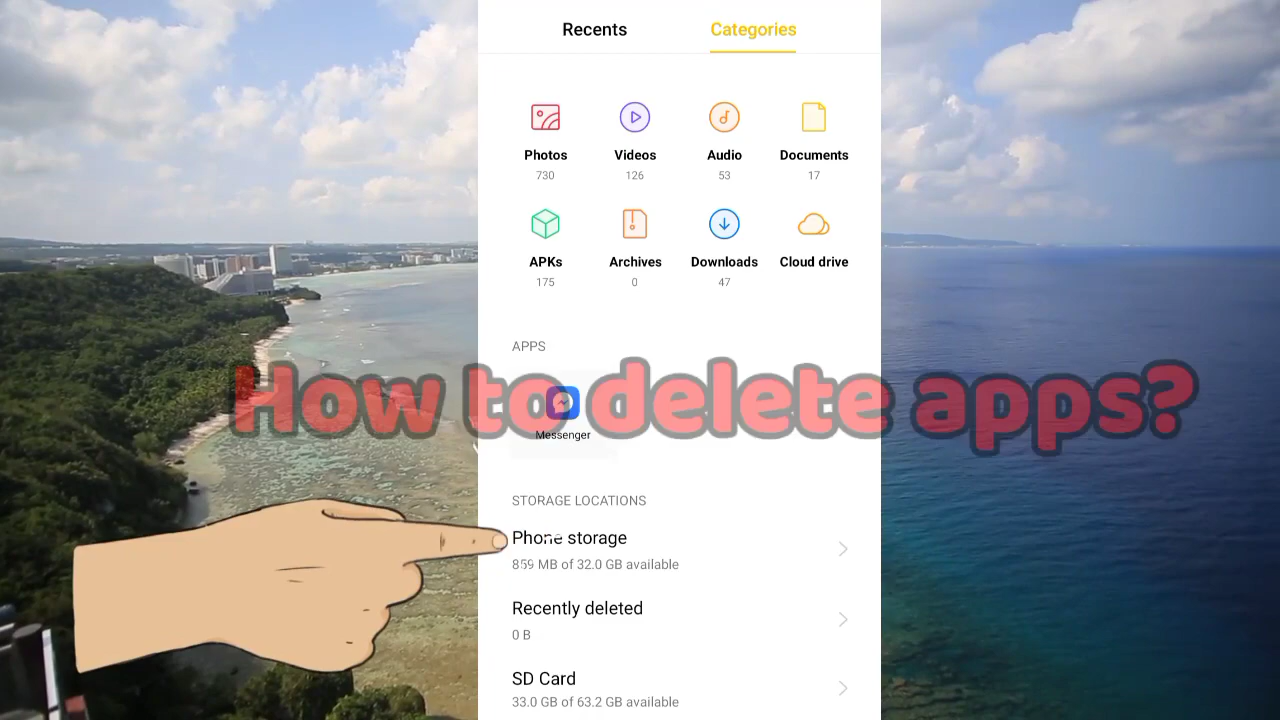 Recents
Categories
Photos
730
Videos
126
Audio
53
Documents
17
APKs
175
Archives
0
Downloads
47
Cloud drive
APPS
How to delete apps?
Messenger
STORAGE LOCATIONS
Phone storage
859 MB of 32.0 GB available
Recently deleted
0 B
SD Card
33.0 GB of 63.2 GB available